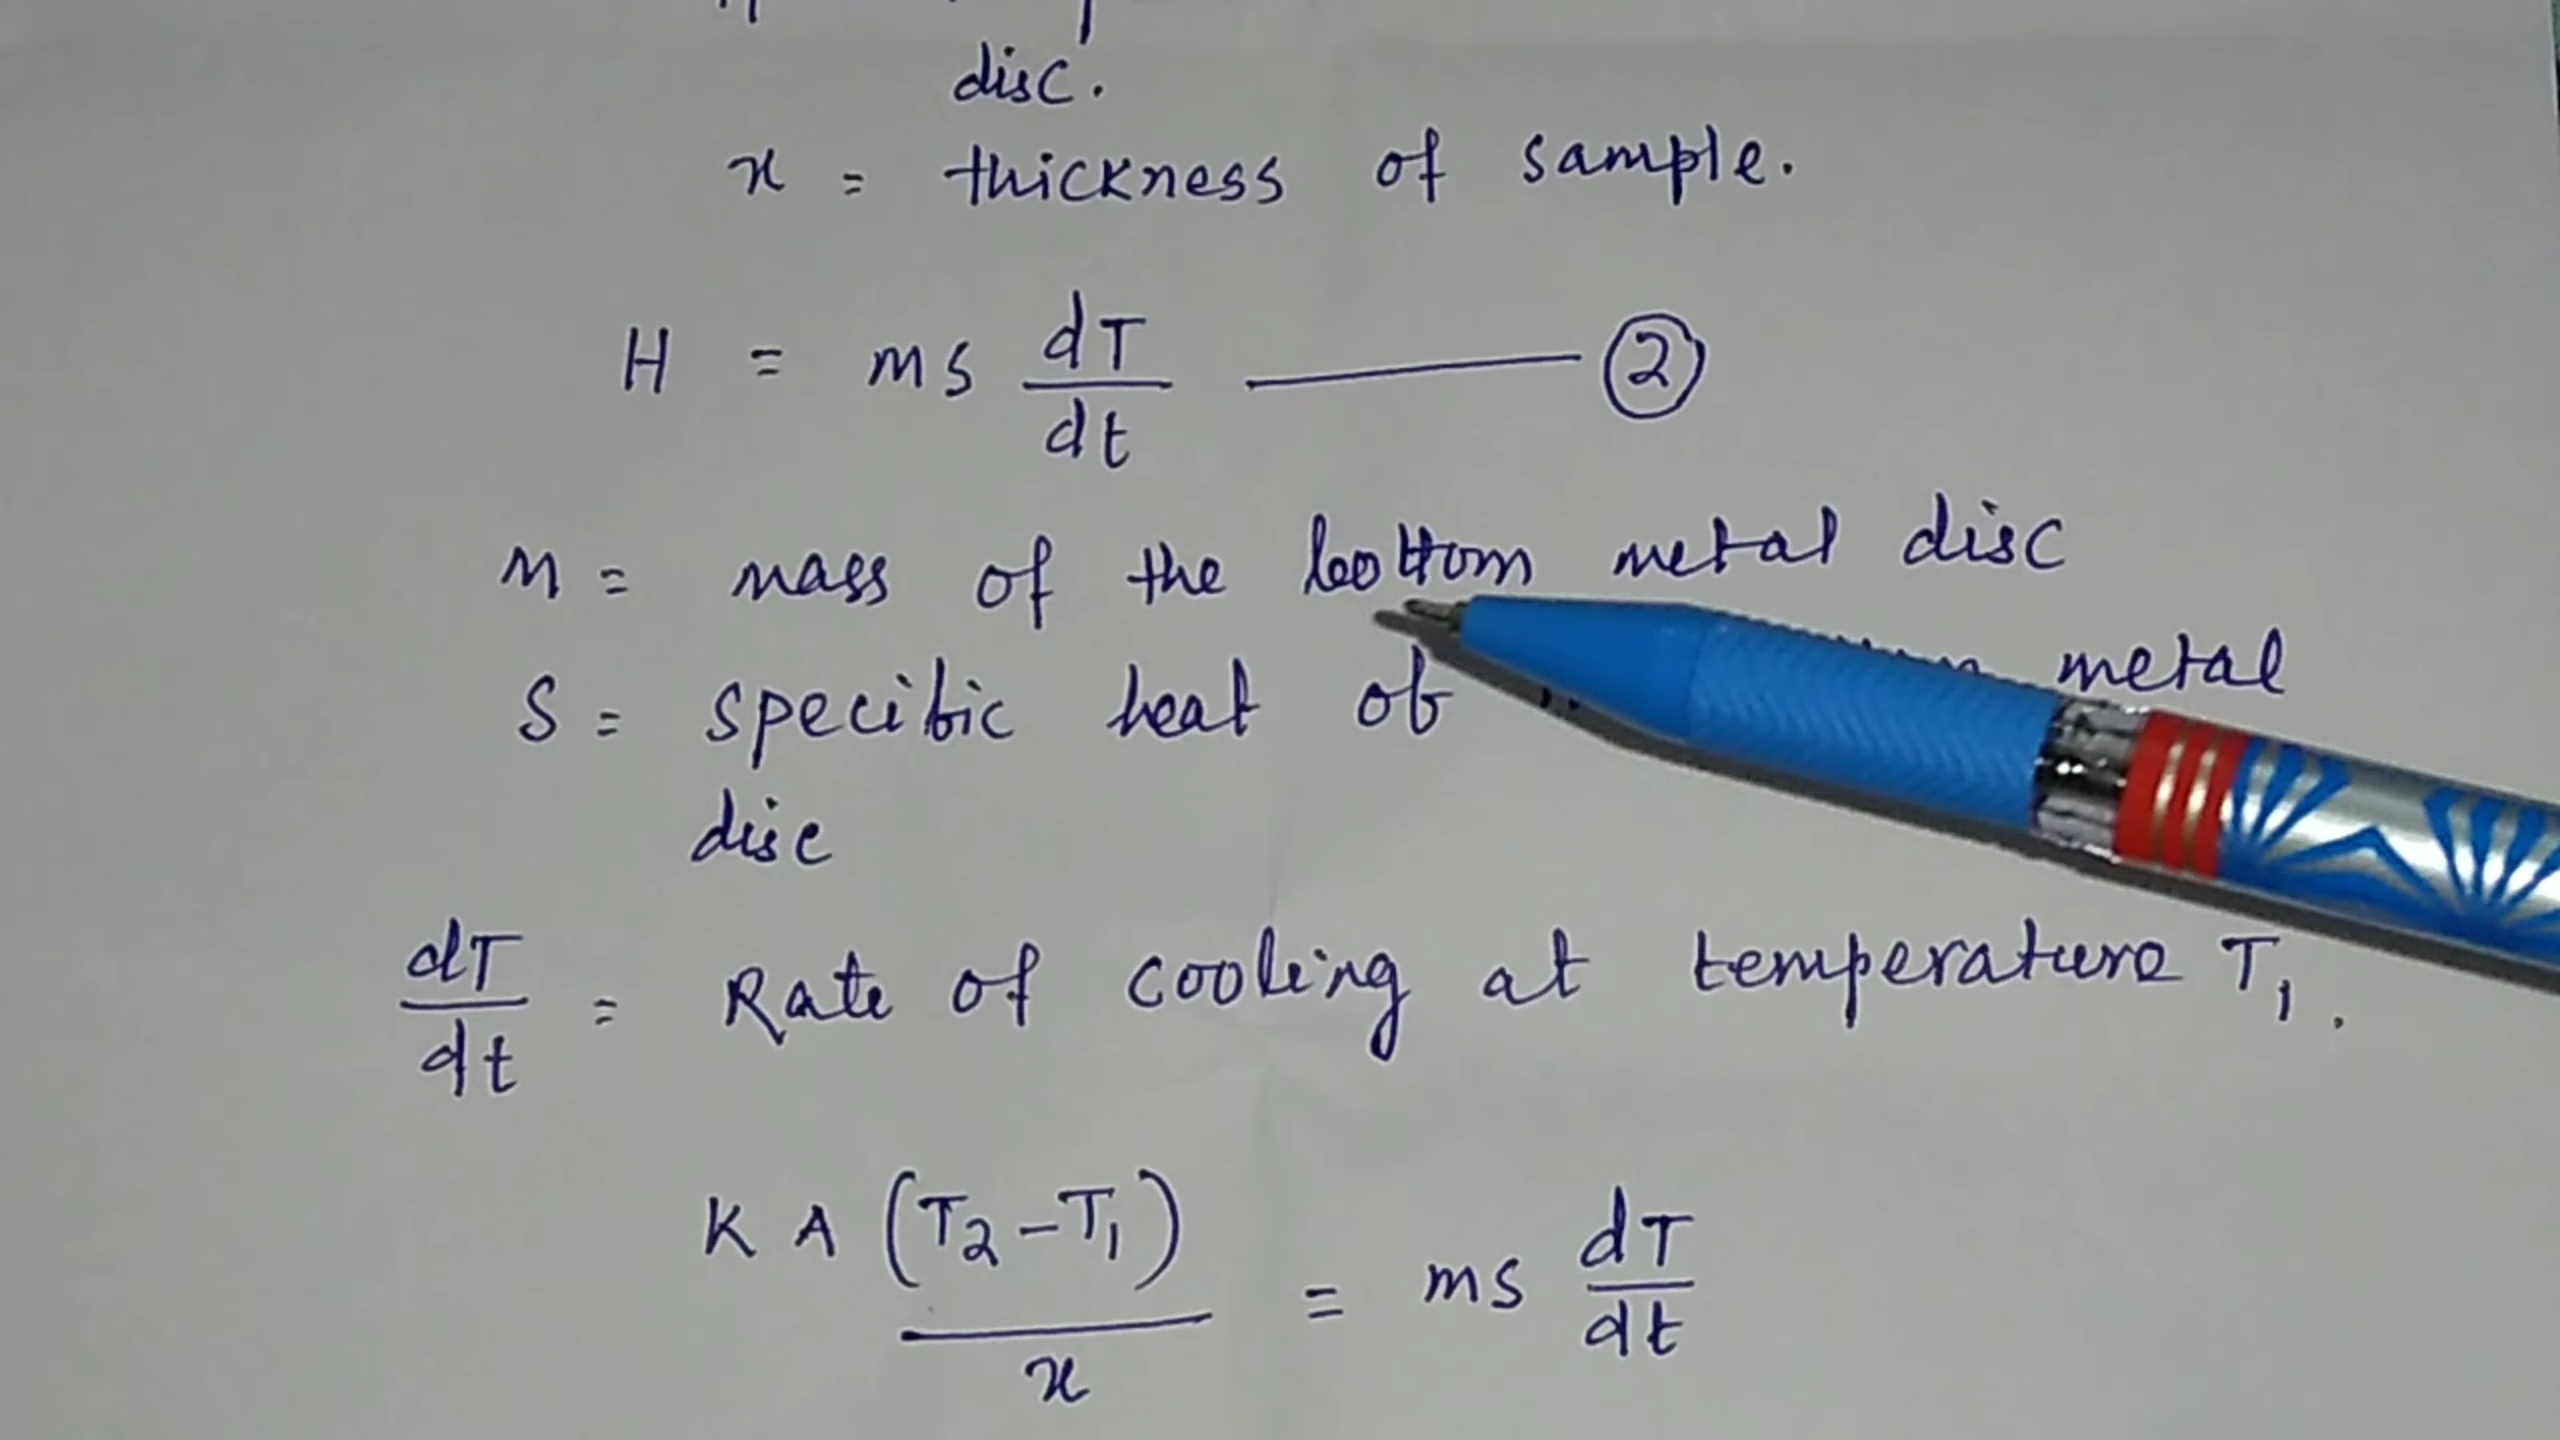 disc.
x = thickness of sample.
H = ms dT/dt ——— ②
M = mass of the bottom metal disc
S = specific heat of metal
disc
dT/dt = Rate of cooling at temperature T₁.
K A (T₂-T₁)/x = ms dT/dt